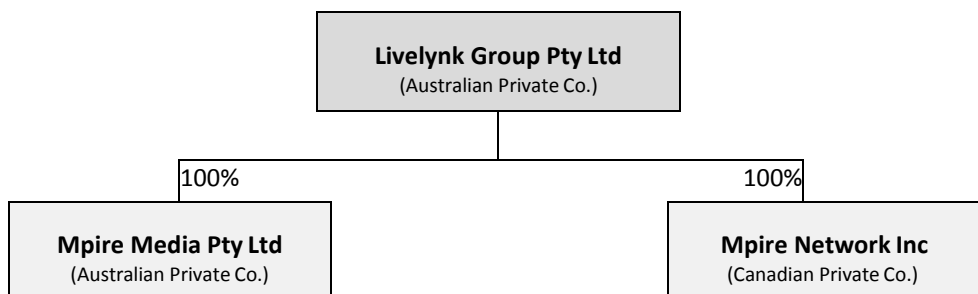 Livelynk Group Pty Ltd
(Australian Private Co.)
100%
100%
Mpire Media Pty Ltd
(Australian Private Co.)
Mpire Network Inc
(Canadian Private Co.)